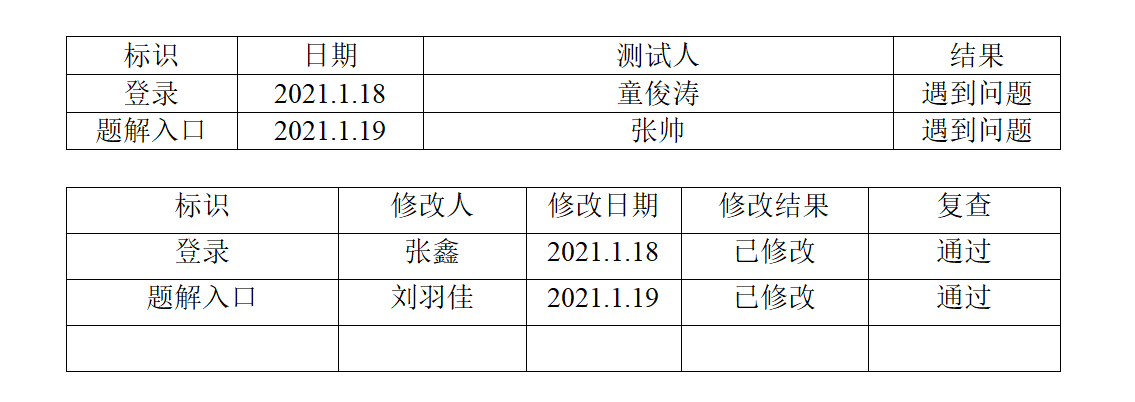 标识 日期 测试人 结果
登录 2021.1.18 童俊涛 遇到问题
题解入口 2021.1.19 张帅 遇到问题
标识 修改人 修改日期 修改结果 复查
登录 张鑫 2021.1.18 已修改 通过
题解入口 刘羽佳 2021.1.19 已修改 通过